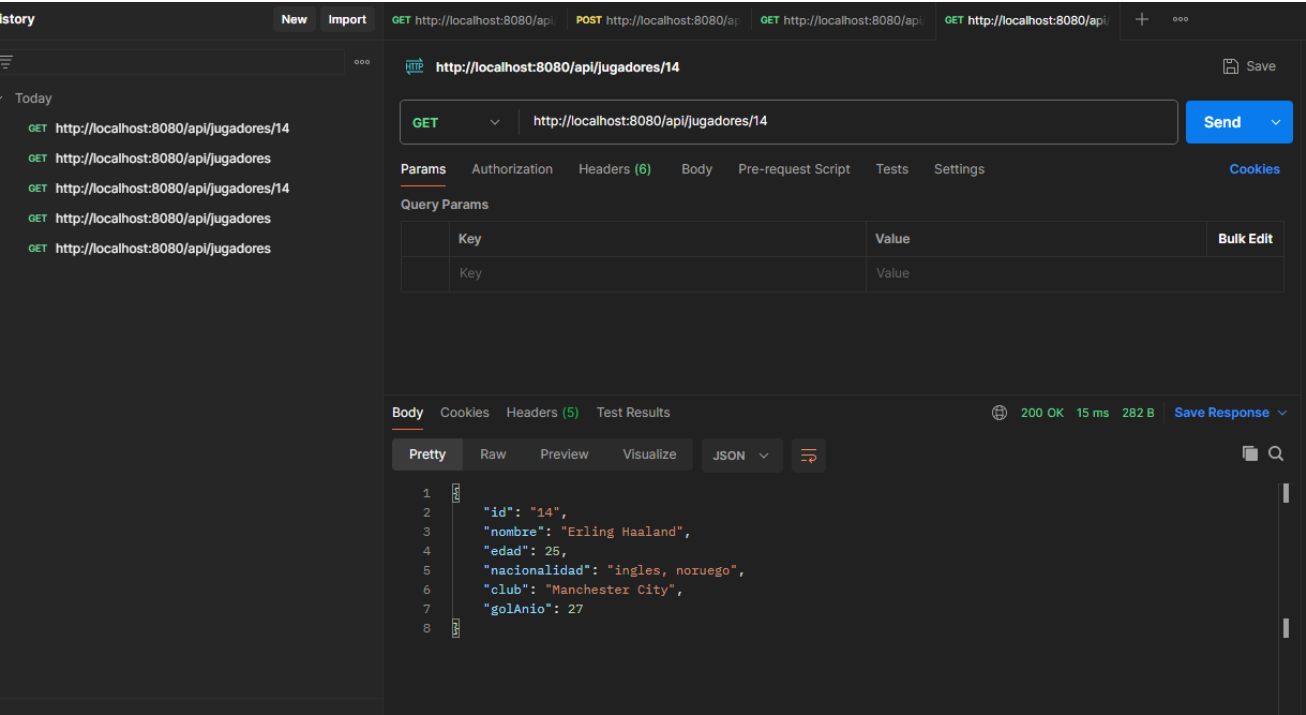 istory New Import
GET http://localhost:8080/api/ POST http://localhost:8080/ap GET http://localhost:8080/api/ GET http://localhost:8080/api/
http://localhost:8080/api/jugadores/14 Save
Today
GET http://localhost:8080/api/jugadores/14
GET http://localhost:8080/api/jugadores
GET http://localhost:8080/api/jugadores/14
GET http://localhost:8080/api/jugadores
GET http://localhost:8080/api/jugadores
GET http://localhost:8080/api/jugadores/14 Send
Params Authorization Headers (6) Body Pre-request Script Tests Settings Cookies
Query Params
Key Value Bulk Edit
Key Value
Body Cookies Headers (5) Test Results 200 OK 15 ms 282 B Save Response
Pretty Raw Preview Visualize JSON
1 {
2 "id": "14",
3 "nombre": "Erling Haaland",
4 "edad": 25,
5 "nacionalidad": "ingles, noruego",
6 "club": "Manchester City",
7 "golAnio": 27
8 }